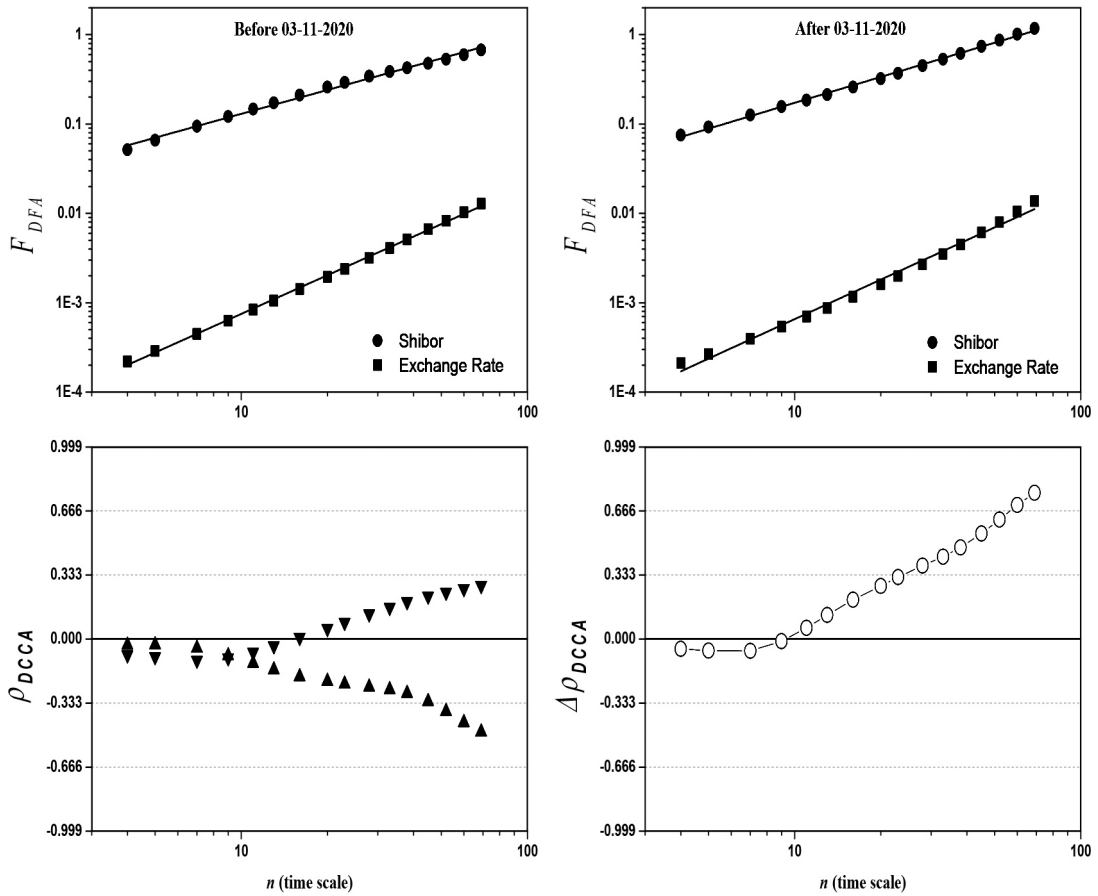 Before 03-11-2020
1
0.1
0.01
1E-3
1E-4
F DFA
Shibor
Exchange Rate
10
100
After 03-11-2020
1
0.1
0.01
1E-3
1E-4
F DFA
Shibor
Exchange Rate
10
100
0.999
0.666
0.333
0.000
-0.333
-0.666
-0.999
ρ DCCA
10
100
n (time scale)
0.999
0.666
0.333
0.000
-0.333
-0.666
-0.999
Δρ DCCA
10
100
n (time scale)